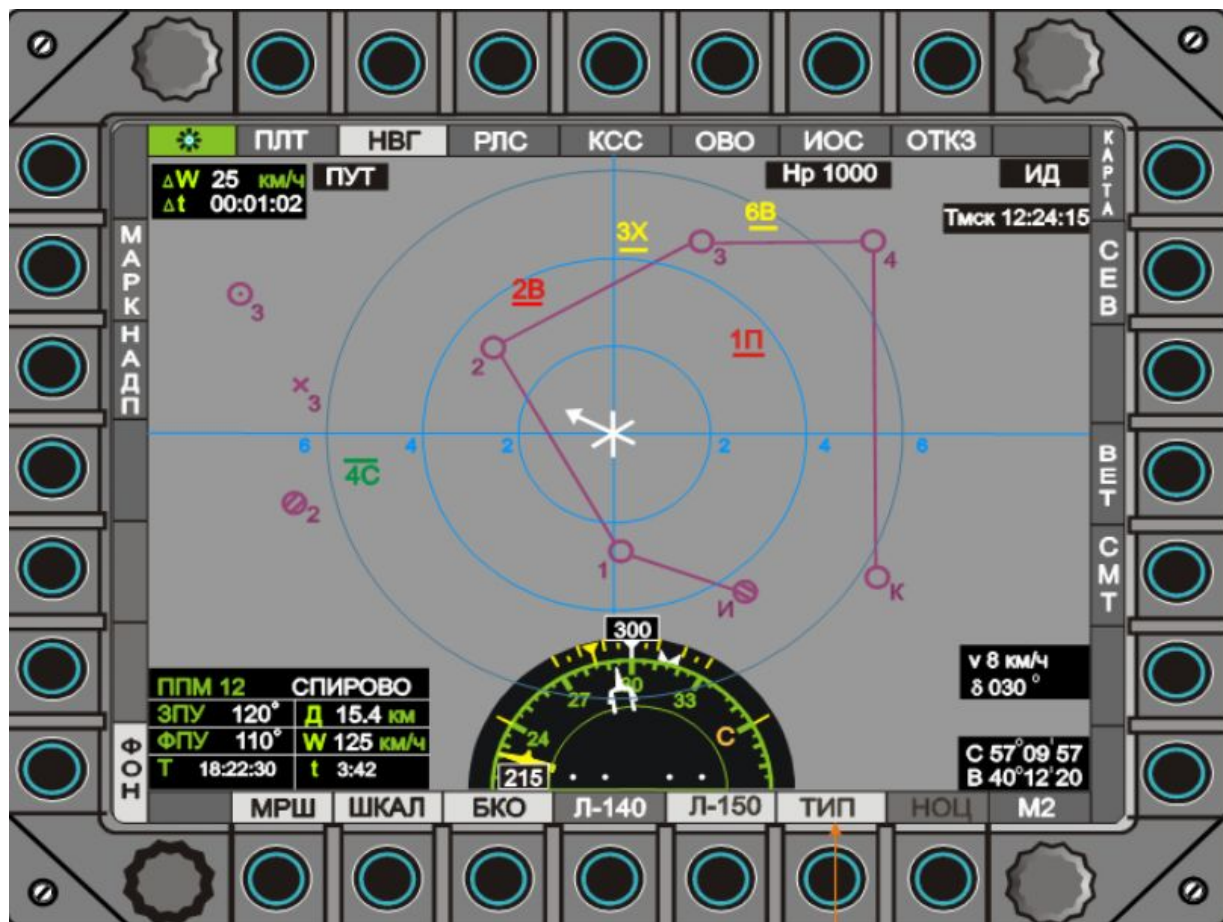 ПЛТ НВГ РЛС КСС ОВО ИОС ОТКЗ
КАРТА
ΔW 25 км/ч
Δt 00:01:02
ПУТ
Нр 1000
ИД
Тмск 12:24:15
МАРК
НАДП
СЕВ
ВЕТ
СМТ
6В
3Х
3
4
2В
3
1П
2
3
6 4 2 2 4 6
4С
2
1
И
К
300
27 30 33
24 С
215
v 8 км/ч
δ 030 °
ППМ 12 СПИРОВО
ЗПУ 120° Д 15.4 км
ФПУ 110° W 125 км/ч
Т 18:22:30 t 3:42
С 57°09'57
В 40°12'20
ФОН
МРШ ШКАЛ БКО Л-140 Л-150 ТИП НОЦ М2